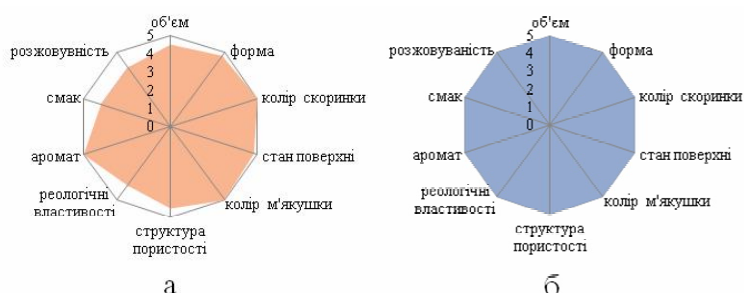 об'єм
5
розжовувність
4
форма
3
смак
2
колір скоринки
1
0
аромат
стан поверхні
реологічні
властивості
колір м'якушки
структура
пористості
а
об'єм
5
розжовуваність
4
форма
3
смак
2
колір скоринки
1
0
аромат
стан поверхні
реологічні
властивості
колір м'якушки
структура
пористості
б